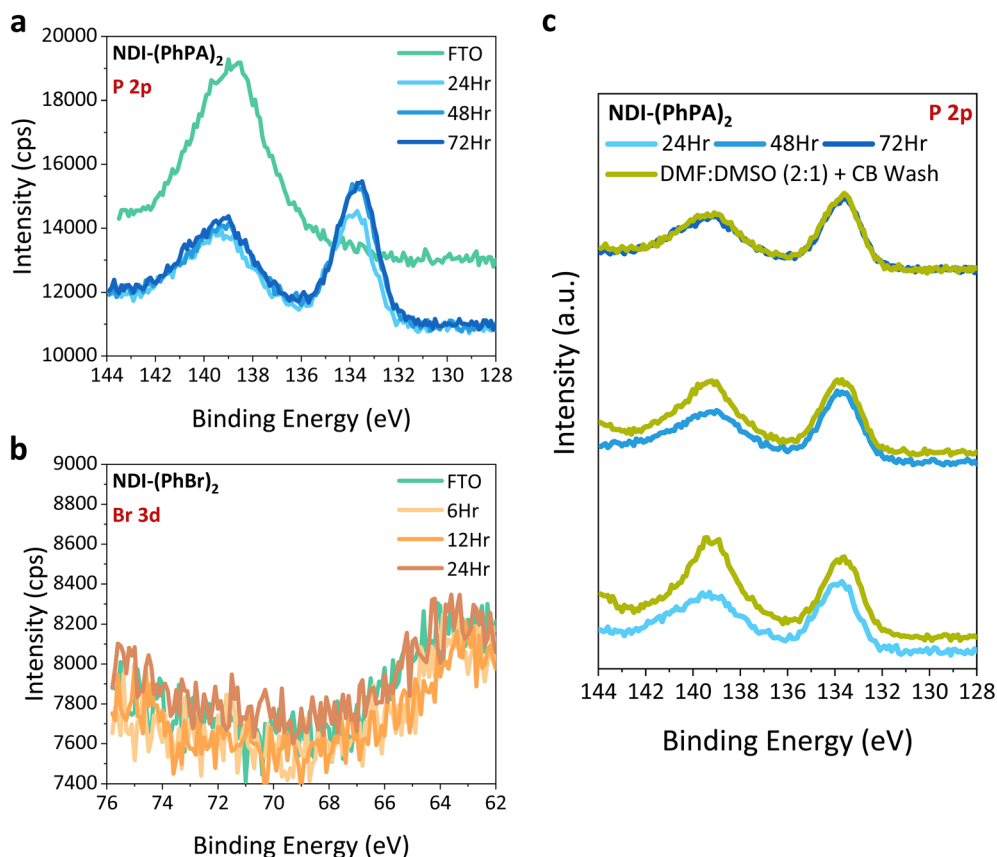 a
NDI-(PhPA)2
P 2p
FTO
24Hr
48Hr
72Hr
20000
18000
16000
14000
12000
10000
Intensity (cps)
144 142 140 138 136 134 132 130 128
Binding Energy (eV)
b
NDI-(PhBr)2
Br 3d
FTO
6Hr
12Hr
24Hr
9000
8800
8600
8400
8200
8000
7800
7600
7400
Intensity (cps)
76 74 72 70 68 66 64 62
Binding Energy (eV)
c
NDI-(PhPA)2 P 2p
24Hr 48Hr 72Hr
DMF:DMSO (2:1) + CB Wash
Intensity (a.u.)
144 142 140 138 136 134 132 130 128
Binding Energy (eV)